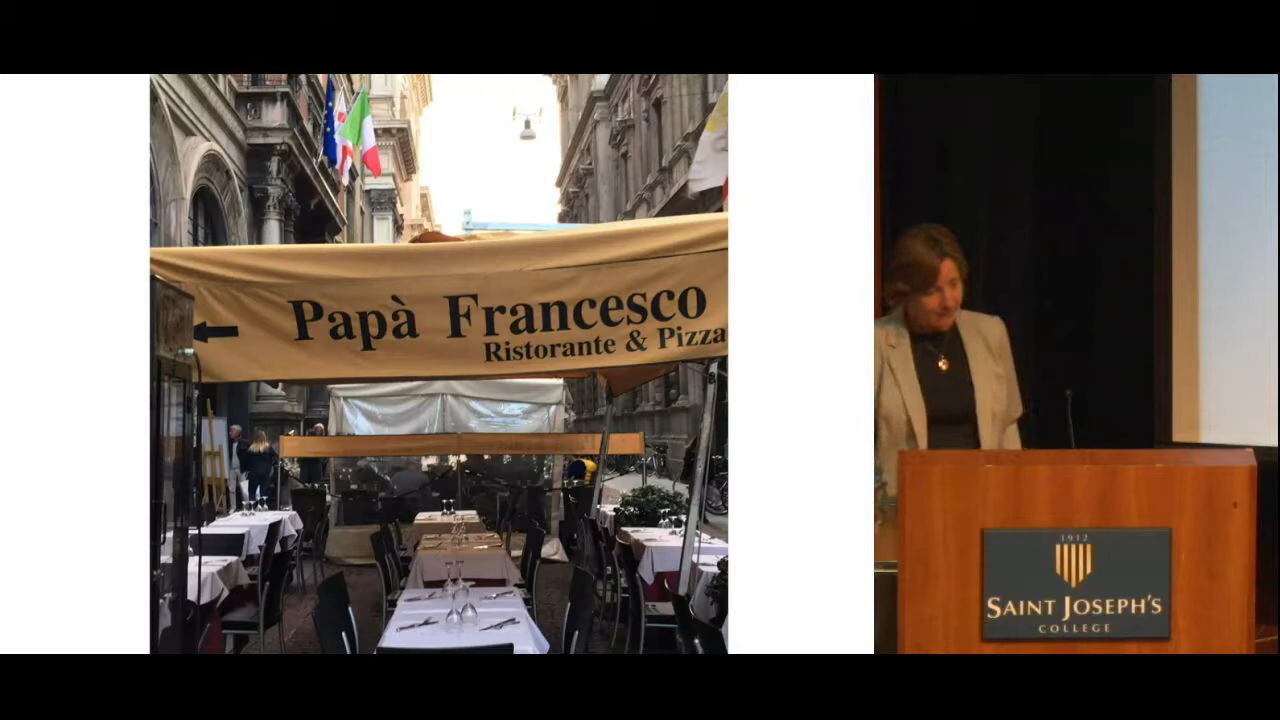 Papà Francesco
Ristorante & Pizza
1912
SAINT JOSEPH'S
COLLEGE